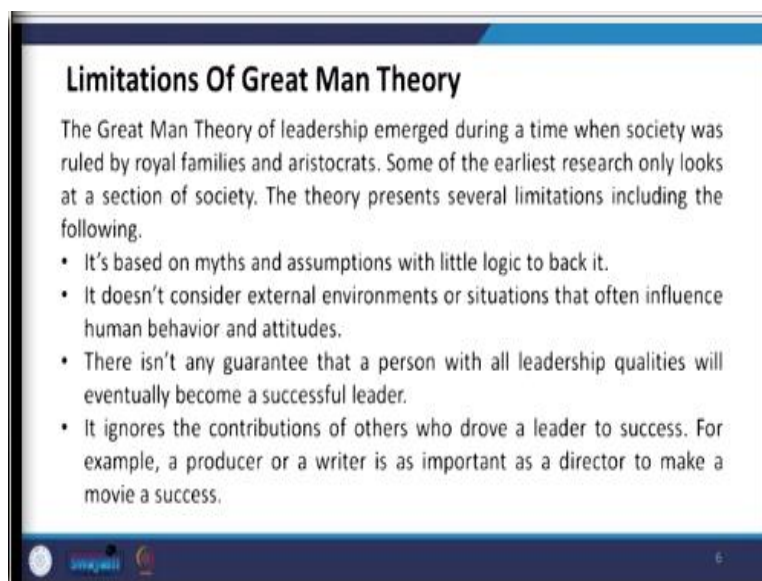 Limitations Of Great Man Theory
The Great Man Theory of leadership emerged during a time when society was
ruled by royal families and aristocrats. Some of the earliest research only looks
at a section of society. The theory presents several limitations including the
following.
• It's based on myths and assumptions with little logic to back it.
• It doesn't consider external environments or situations that often influence
human behavior and attitudes.
• There isn't any guarantee that a person with all leadership qualities will
eventually become a successful leader.
• It ignores the contributions of others who drove a leader to success. For
example, a producer or a writer is as important as a director to make a
movie a success.
swayam
6